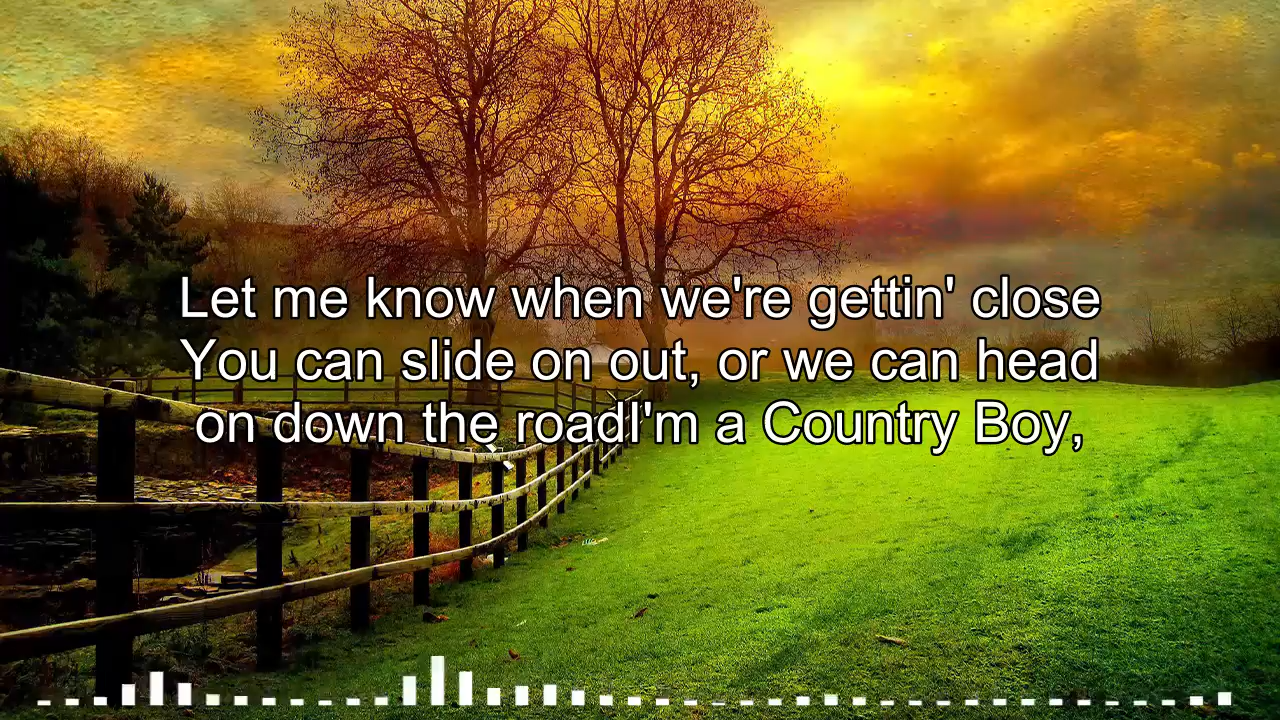 Let me know when we're gettin' close
You can slide on out, or we can head
on down the roadI'm a Country Boy,